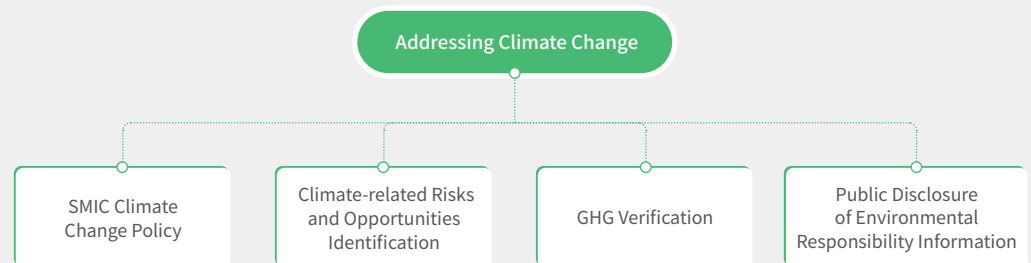 Addressing Climate Change
SMIC Climate
Change Policy
Climate-related Risks
and Opportunities
Identification
GHG Verification
Public Disclosure
of Environmental
Responsibility Information